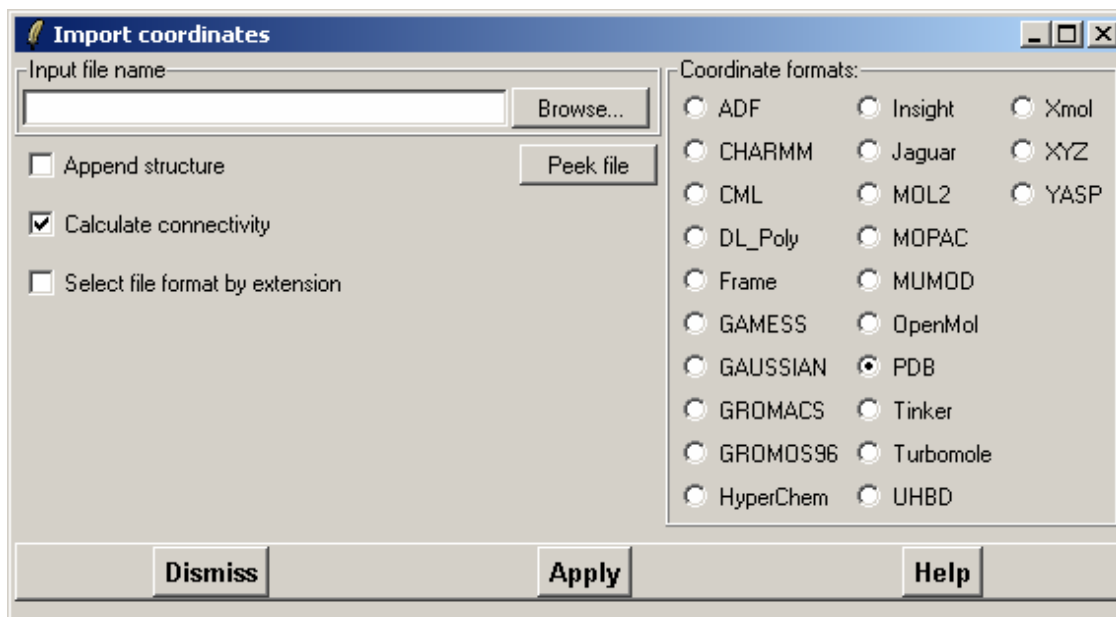 Import coordinates
Input file name
Browse...
Append structure
Peek file
Calculate connectivity
Select file format by extension
Coordinate formats:
ADF Insight Xmol
CHARMM Jaguar XYZ
CML MOL2 YASP
DL_Poly MOPAC
Frame MUMOD
GAMESS OpenMol
GAUSSIAN PDB
GROMACS Tinker
GROMOS96 Turbomole
HyperChem UHBD
Dismiss Apply Help